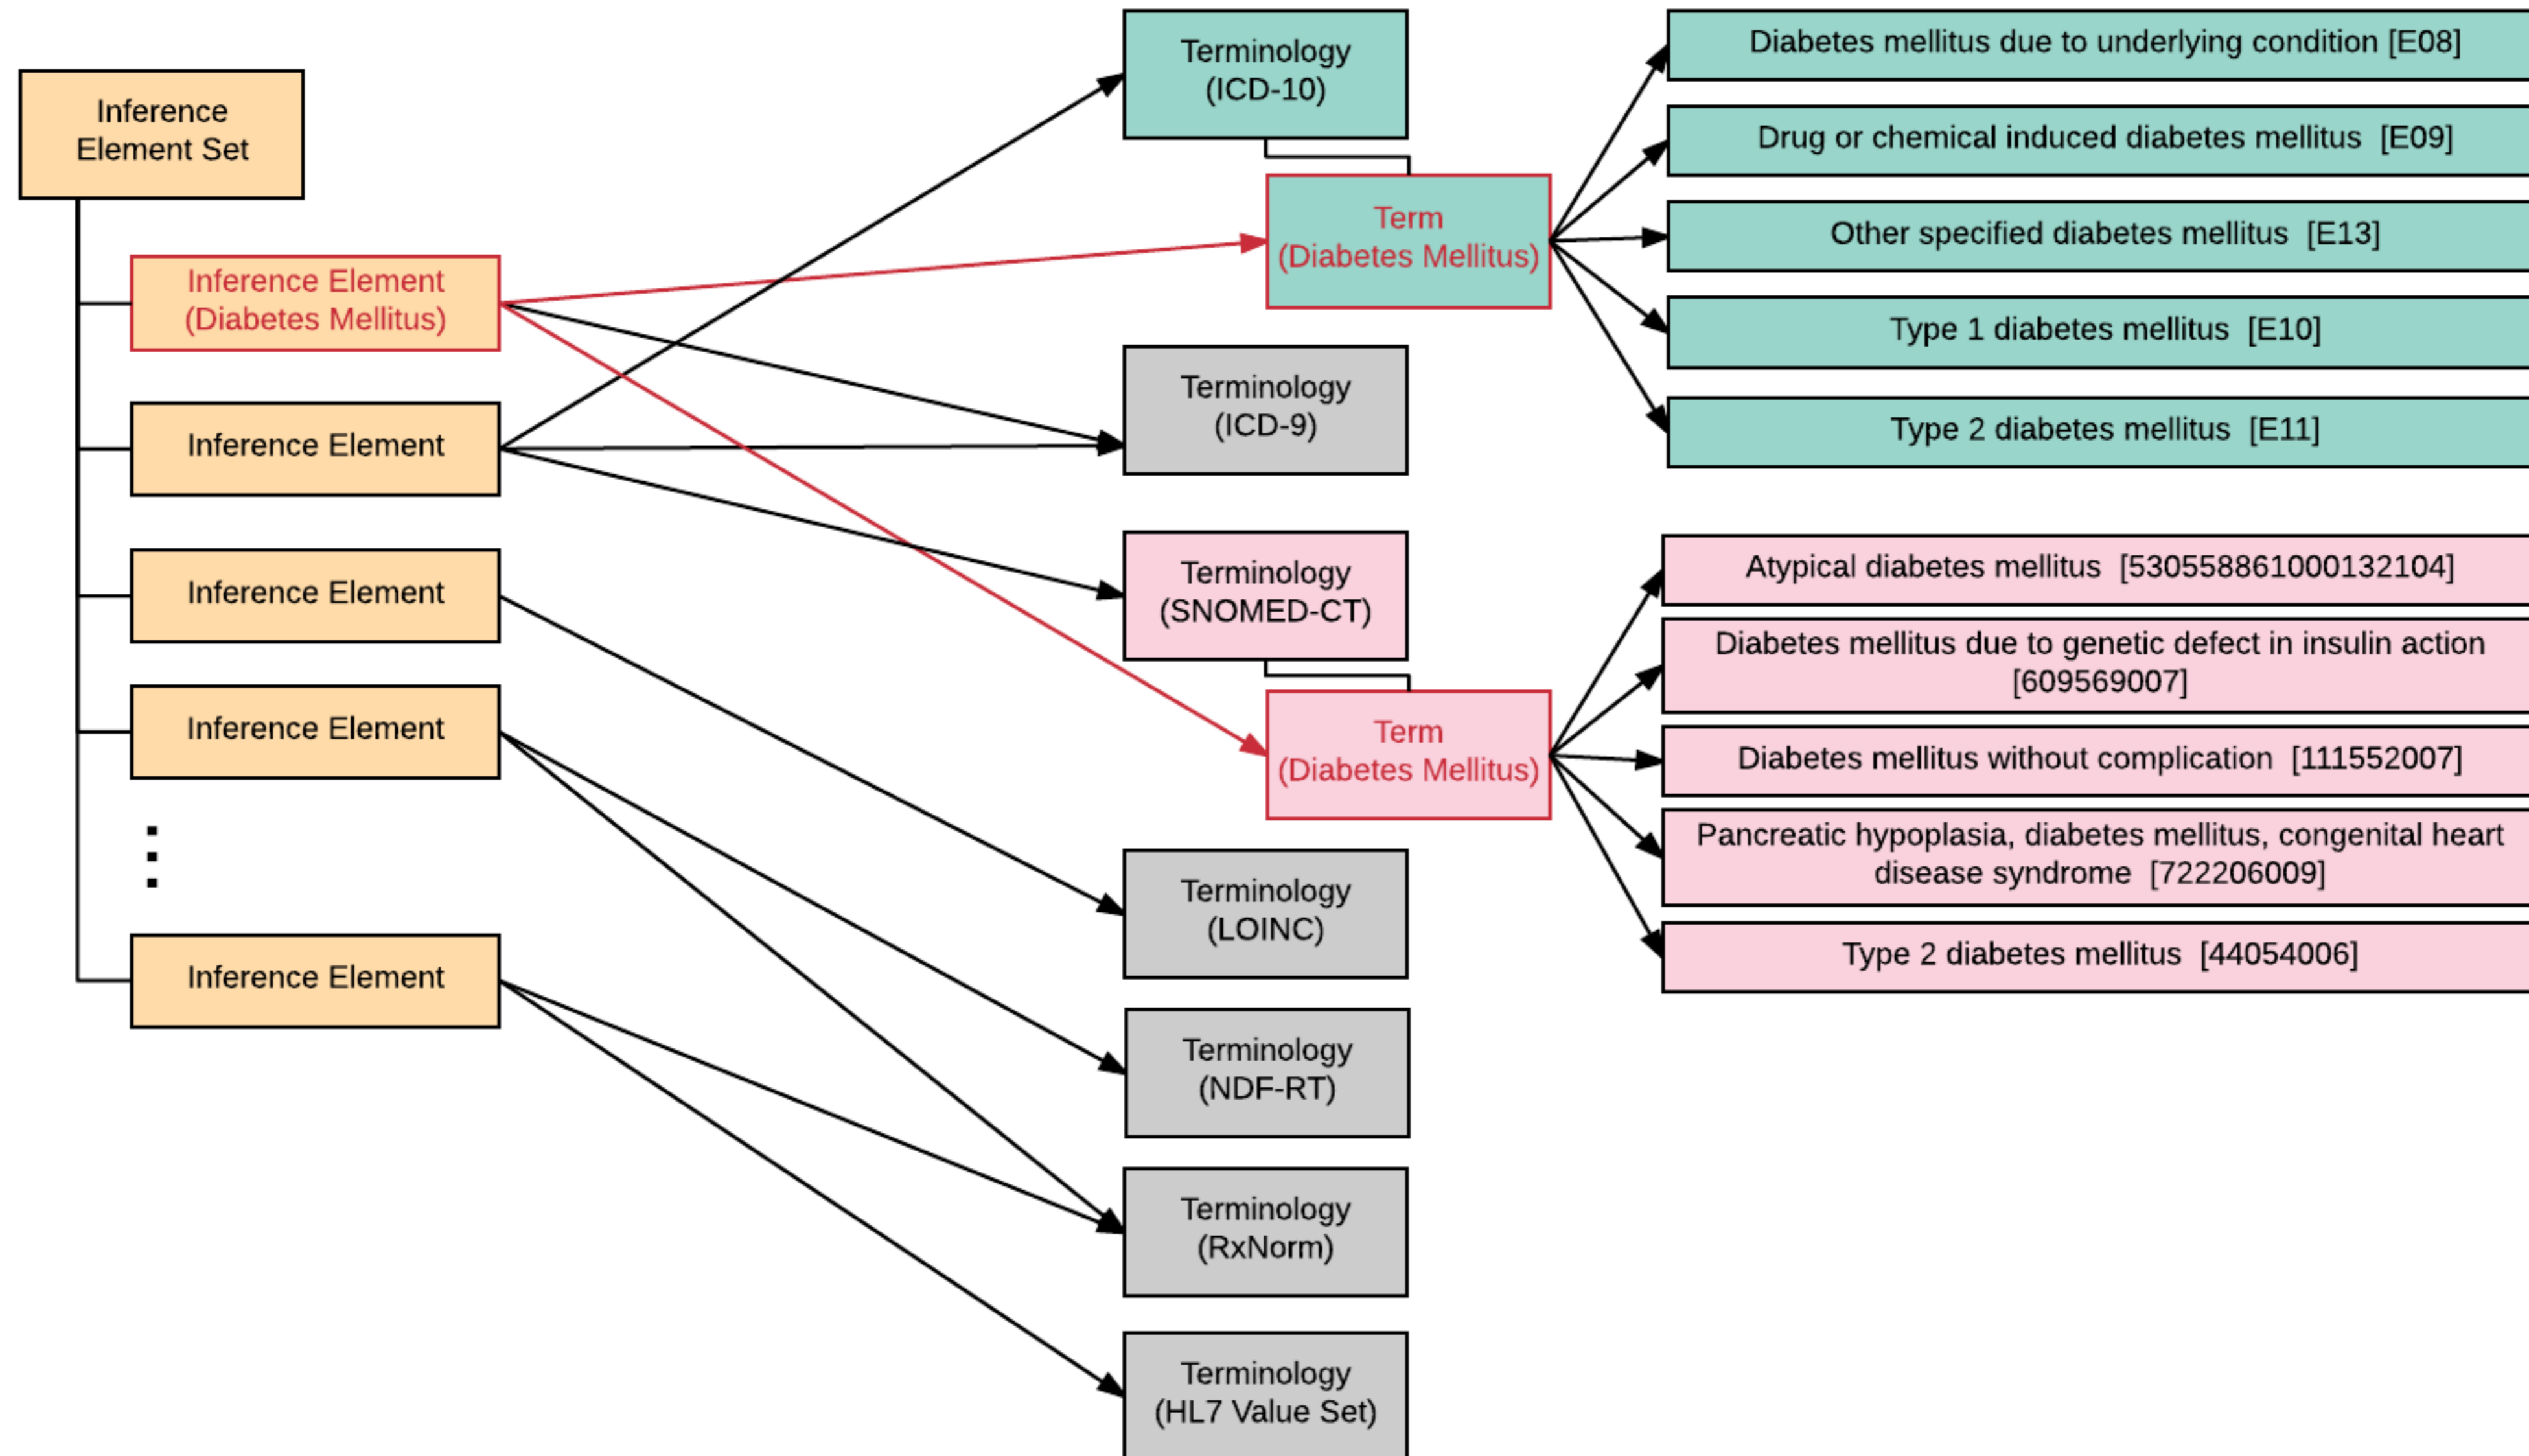 Inference
Element Set
Inference Element
(Diabetes Mellitus)
Inference Element
Inference Element
Inference Element
Inference Element
Terminology
(ICD-10)
Term
(Diabetes Mellitus)
Terminology
(ICD-9)
Terminology
(SNOMED-CT)
Term
(Diabetes Mellitus)
Terminology
(LOINC)
Terminology
(NDF-RT)
Terminology
(RxNorm)
Terminology
(HL7 Value Set)
Diabetes mellitus due to underlying condition [E08]
Drug or chemical induced diabetes mellitus [E09]
Other specified diabetes mellitus [E13]
Type 1 diabetes mellitus [E10]
Type 2 diabetes mellitus [E11]
Atypical diabetes mellitus [530558861000132104]
Diabetes mellitus due to genetic defect in insulin action
[609569007]
Diabetes mellitus without complication [111552007]
Pancreatic hypoplasia, diabetes mellitus, congenital heart
disease syndrome [722206009]
Type 2 diabetes mellitus [44054006]